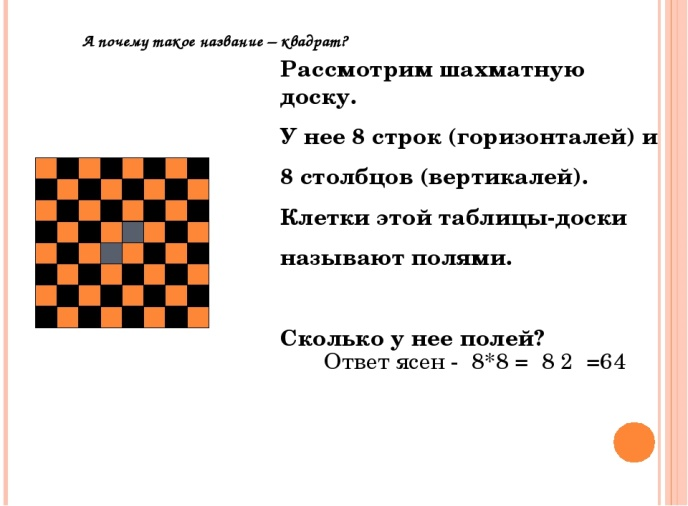 А почему такое название – квадрат?
Рассмотрим шахматную
доску.
У нее 8 строк (горизонталей) и
8 столбцов (вертикалей).
Клетки этой таблицы-доски
называют полями.
Сколько у нее полей?
Ответ ясен - 8*8 = 8 2 =64